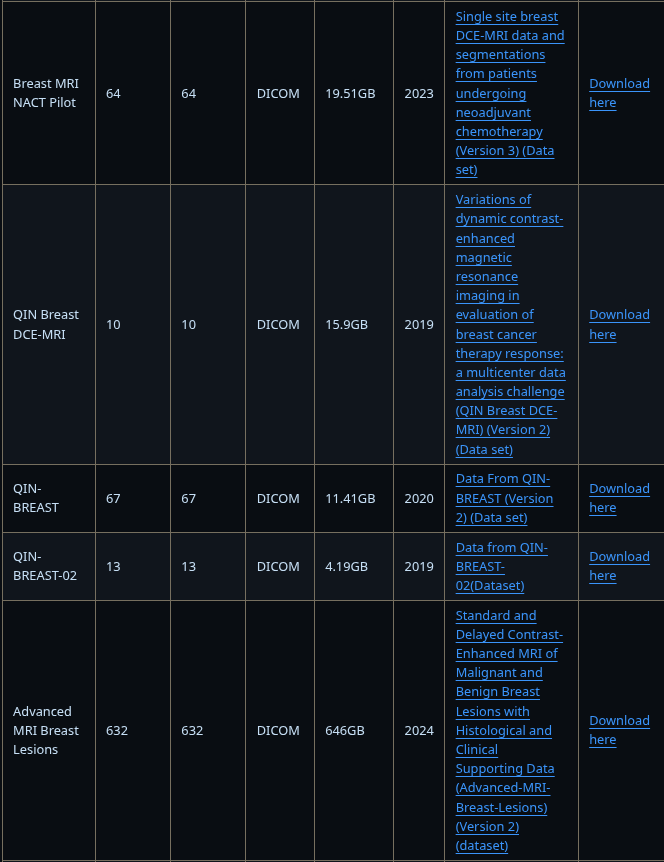 Breast MRI
NACT Pilot
64
64
DICOM
19.51GB
2023
Single site breast
DCE-MRI data and
segmentations
from patients
undergoing
neoadjuvant
chemotherapy
(Version 3) (Data
set)
Download
here
QIN Breast
DCE-MRI
10
10
DICOM
15.9GB
2019
Variations of
dynamic contrast-
enhanced
magnetic
resonance
imaging in
evaluation of
breast cancer
therapy response:
a multicenter data
analysis challenge
(QIN Breast DCE-
MRI) (Version 2)
(Data set)
Download
here
QIN-
BREAST
67
67
DICOM
11.41GB
2020
Data From QIN-
BREAST (Version
2) (Data set)
Download
here
QIN-
BREAST-02
13
13
DICOM
4.19GB
2019
Data from QIN-
BREAST-
02(Dataset)
Download
here
Advanced
MRI Breast
Lesions
632
632
DICOM
646GB
2024
Standard and
Delayed Contrast-
Enhanced MRI of
Malignant and
Benign Breast
Lesions with
Histological and
Clinical
Supporting Data
(Advanced-MRI-
Breast-Lesions)
(Version 2)
(dataset)
Download
here